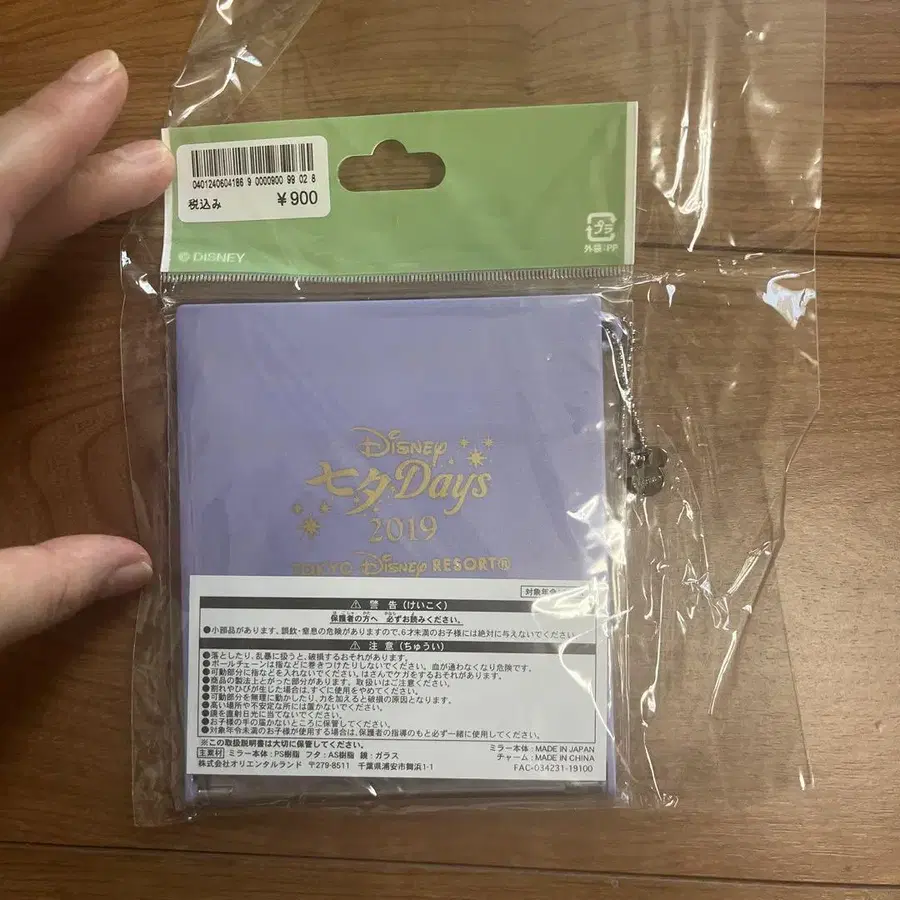 0401240604186 9 0000900 99 02 8
税込み ¥900
© DISNEY
プラ
外袋:PP
Disney
七夕Days
2019
TOKYO Disney RESORT®
対象年令
⚠ 警告(けいこく)
保護者の方へ 必ずお読みください。
●小部品があります。誤飲・窒息の危険がありますので、6才未満のお子様には絶対に与えないでください。
⚠ 注意(ちゅうい)
●落としたり、乱暴に扱うと、破損するおそれがあります。
●ボールチェーンは指などに巻きつけたりしないでください。血が通わなくなり危険です。
●可動部分に指などを入れないでください。はさんでケガをするおそれがあります。
●商品の製法上とがった部分があります。取扱いはご注意ください。
●割れやひびが生じた場合は、すぐに使用をやめてください。
●可動部分を無理に動かしたり、力を加えると破損の原因となります。
●高い場所や不安定な所には置かないでください。
●鏡を直射日光に当てないでください。
●お子様の手の届かないところに保管してください。
●対象年令未満のお子様が使用する場合は、保護者の指導のもと必ず一緒に使用してください。
※この取扱説明書は大切に保管してください。
主素材 ミラー本体:PS樹脂 フタ:AS樹脂 鏡:ガラス
株式会社オリエンタルランド 〒279-8511 千葉県浦安市舞浜1-1
ミラー本体:MADE IN JAPAN
チャーム:MADE IN CHINA
FAC-034231-19100